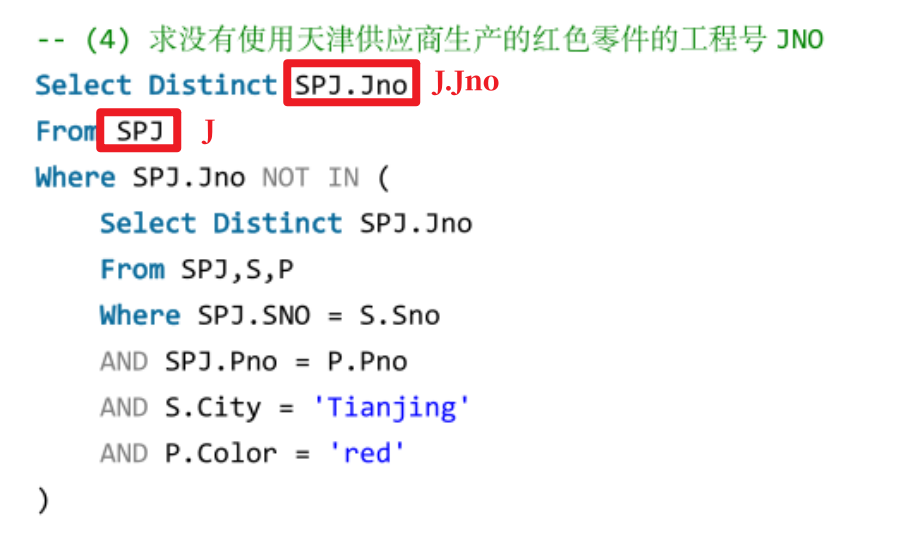 -- (4) 求没有使用天津供应商生产的红色零件的工程号 JNO
Select Distinct SPJ.Jno J.Jno
From SPJ J
Where SPJ.Jno NOT IN (
Select Distinct SPJ.Jno
From SPJ,S,P
Where SPJ.SNO = S.Sno
AND SPJ.Pno = P.Pno
AND S.City = 'Tianjing'
AND P.Color = 'red'
)